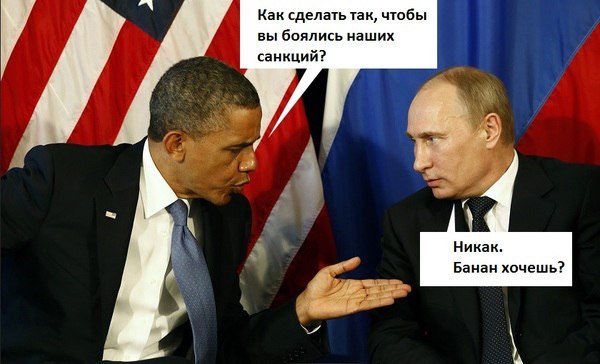 Как сделать так, чтобы
вы боялись наших
санкций?
Никак.
Банан хочешь?